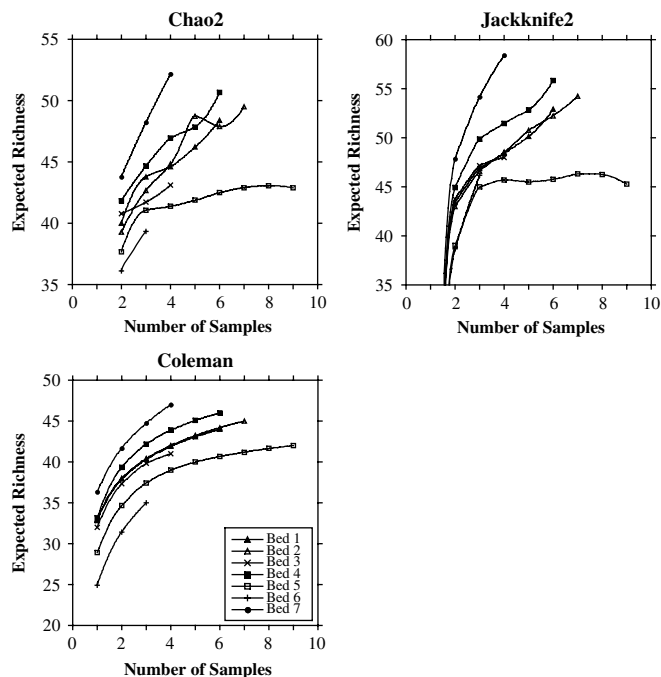 Chao2
55
50
45
40
35
Expected Richness
0 2 4 6 8 10
Number of Samples
Jackknife2
60
55
50
45
40
35
Expected Richness
0 2 4 6 8 10
Number of Samples
Coleman
50
45
40
35
30
25
20
Expected Richness
0 2 4 6 8 10
Number of Samples
Bed 1
Bed 2
Bed 3
Bed 4
Bed 5
Bed 6
Bed 7